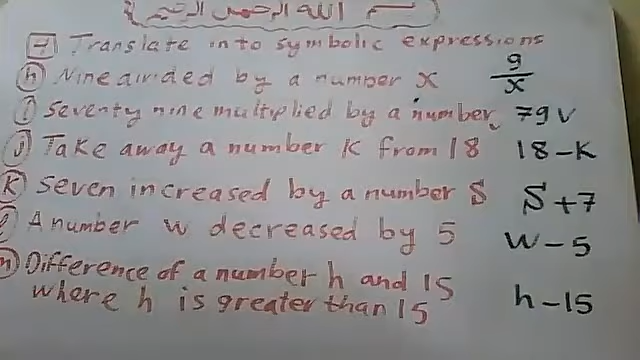 بسم الله الرحمن الرحيم
7 Translate into symbolic expressions
h Nine divided by a number x 9/x
i Seventy nine multiplied by a number v 79v
j Take away a number K from 18 18-K
K Seven increased by a number S S+7
l A number w decreased by 5 W-5
m Difference of a number h and 15 h-15
where h is greater than 15